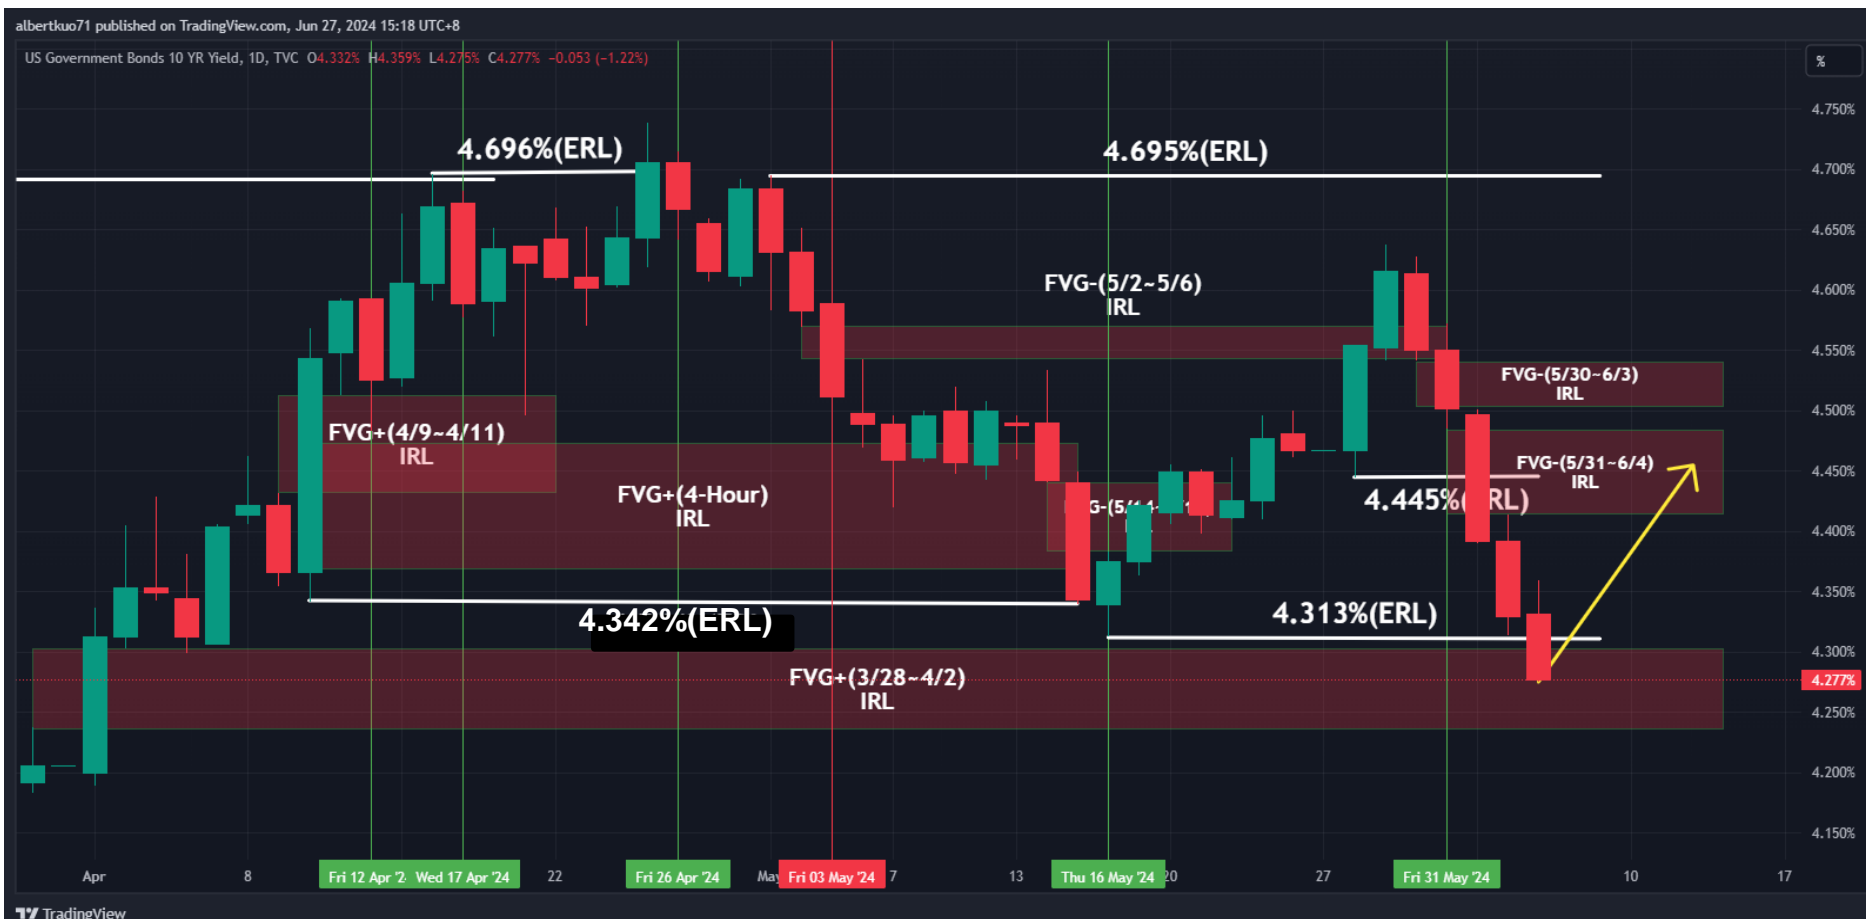 albertkuo71 published on TradingView.com, Jun 27, 2024 15:18 UTC+8
US Government Bonds 10 YR Yield, 1D, TVC O4.332% H4.359% L4.275% C4.277% −0.053 (−1.22%)
%
4.750%
4.696%(ERL)
4.695%(ERL)
4.700%
4.650%
FVG-(5/2~5/6)
IRL
4.600%
4.550%
FVG-(5/30~6/3)
IRL
4.500%
FVG+(4/9~4/11)
IRL
FVG-(5/31~6/4)
IRL
4.450%
FVG+(4-Hour)
IRL
4.445%(ERL)
4.400%
4.350%
4.342%(ERL)
4.313%(ERL)
4.300%
FVG+(3/28~4/2)
IRL
4.277%
4.250%
4.200%
4.150%
Apr 8 Fri 12 Apr '2 Wed 17 Apr '24 22 Fri 26 Apr '24 May Fri 03 May '24 7 13 Thu 16 May '24 20 27 Fri 31 May '24 10 17
TradingView